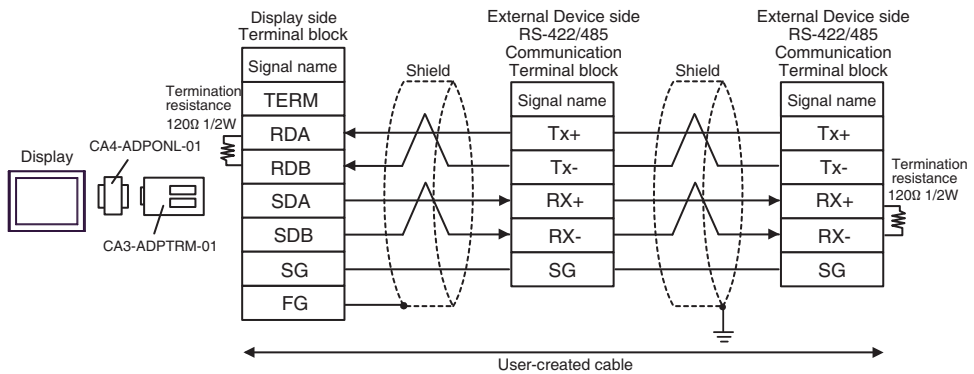 Display side
Terminal block
External Device side
RS-422/485
Communication
Terminal block
External Device side
RS-422/485
Communication
Terminal block
Signal name
Shield
Signal name
Shield
Signal name
Termination
resistance
120Ω 1/2W
TERM
RDA
Tx+
Tx+
Display
CA4-ADPONL-01
RDB
Tx-
Tx-
Termination
resistance
120Ω 1/2W
SDA
RX+
RX+
CA3-ADPTRM-01
SDB
RX-
RX-
SG
SG
SG
FG
User-created cable